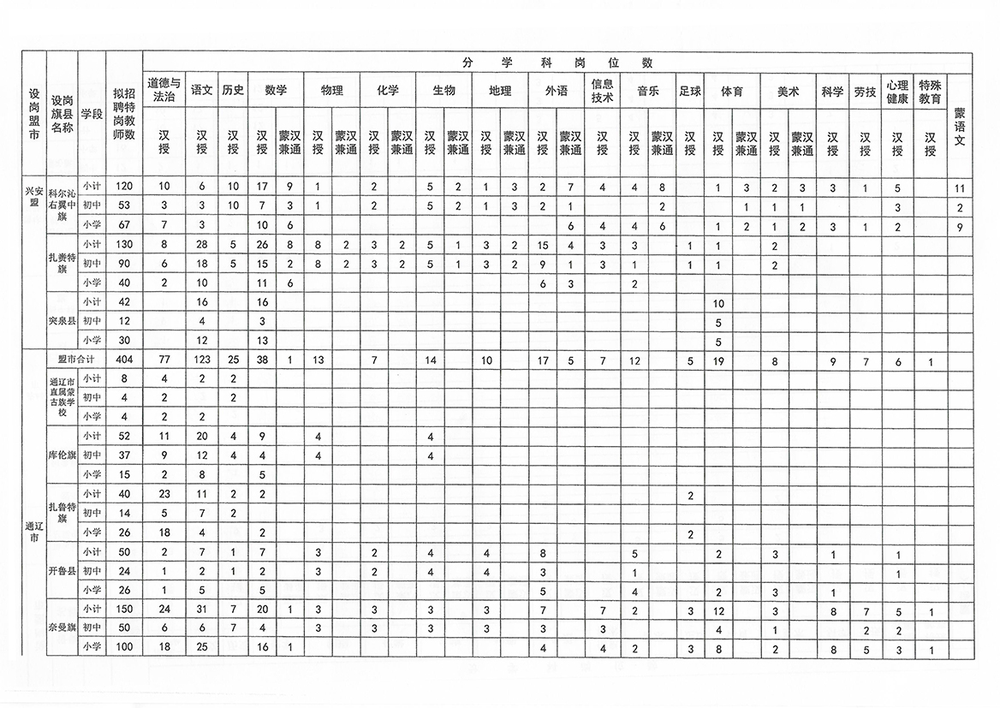 分 学 科 岗 位 数
设岗盟市 设岗旗县名称 学段 拟招聘特岗教师数 道德与法治 语文 历史 数学 物理 化学 生物 地理 外语 信息技术 音乐 足球 体育 美术 科学 劳技 心理健康 特殊教育 蒙语文
汉授 汉授 汉授 汉授 蒙汉兼通 汉授 蒙汉兼通 汉授 蒙汉兼通 汉授 蒙汉兼通 汉授 蒙汉兼通 汉授 蒙汉兼通 汉授 汉授 蒙汉兼通 汉授 汉授 蒙汉兼通 汉授 蒙汉兼通 汉授 汉授 汉授 汉授
兴安盟 科尔沁右翼中旗 小计 120 10 6 10 17 9 1 2 5 2 1 3 2 7 4 4 8 1 3 2 3 3 1 5 11
初中 53 3 3 10 7 3 1 2 5 2 1 3 2 1 2 1 1 1 3 2
小学 67 7 3 10 6 6 4 4 6 1 2 1 2 3 1 2 9
扎赉特旗 小计 130 8 28 5 26 8 8 2 3 2 5 1 3 2 15 4 3 3 1 1 2
初中 90 6 18 5 15 2 8 2 3 2 5 1 3 2 9 1 3 1 1 1 2
小学 40 2 10 11 6 6 3 2
突泉县 小计 42 16 16 10
初中 12 4 3 5
小学 30 12 13 5
通辽市 盟市合计 404 77 123 25 38 1 13 7 14 10 17 5 7 12 5 19 8 9 7 6 1
通辽市直属蒙古族学校 小计 8 4 2 2
初中 4 2 2
小学 4 2 2
库伦旗 小计 52 11 20 4 9 4 4
初中 37 9 12 4 4 4 4
小学 15 2 8 5
扎鲁特旗 小计 40 23 11 2 2 2
初中 14 5 7 2
小学 26 18 4 2 2
开鲁县 小计 50 2 7 1 7 3 2 4 4 8 5 2 3 1 1
初中 24 1 2 1 2 3 2 4 4 3 1 1
小学 26 1 5 5 5 4 2 3 1
奈曼旗 小计 150 24 31 7 20 1 3 3 3 3 7 7 2 3 12 3 8 7 5 1
初中 50 6 6 7 4 3 3 3 3 3 3 4 1 2 2
小学 100 18 25 16 1 4 4 2 3 8 2 8 5 3 1